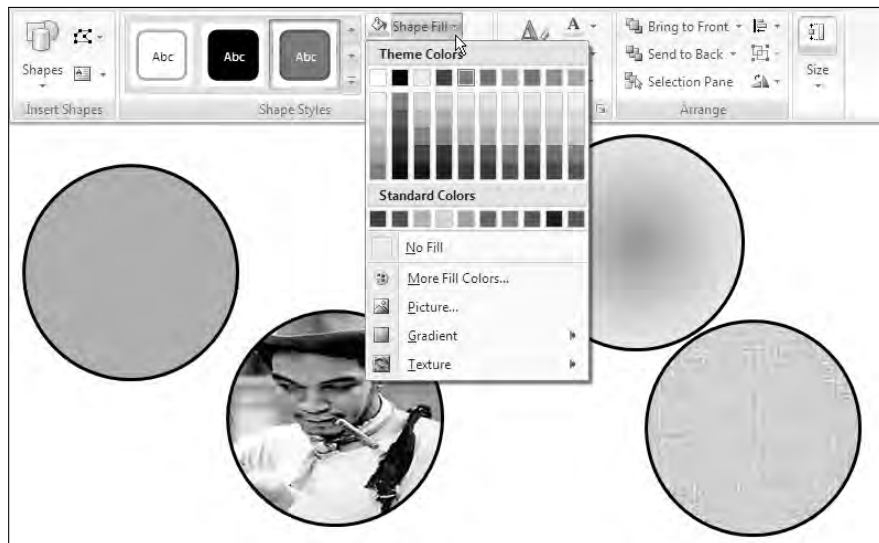 Shapes
Insert Shapes
Abc
Abc
Abc
Shape Styles
Shape Fill
Theme Colors
Standard Colors
No Fill
More Fill Colors...
Picture...
Gradient
Texture
A
A
Bring to Front
Send to Back
Selection Pane
Arrange
Size